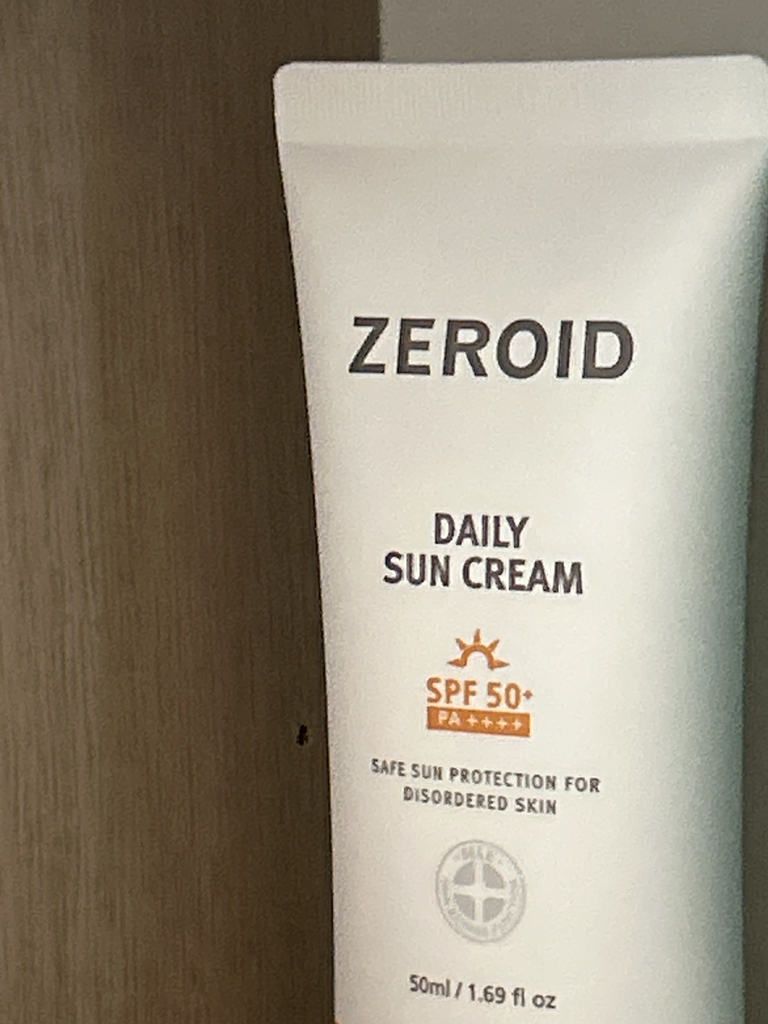 ZEROID
DAILY
SUN CREAM
SPF 50+
PA ++++
SAFE SUN PROTECTION FOR
DISORDERED SKIN
50ml / 1.69 fl oz